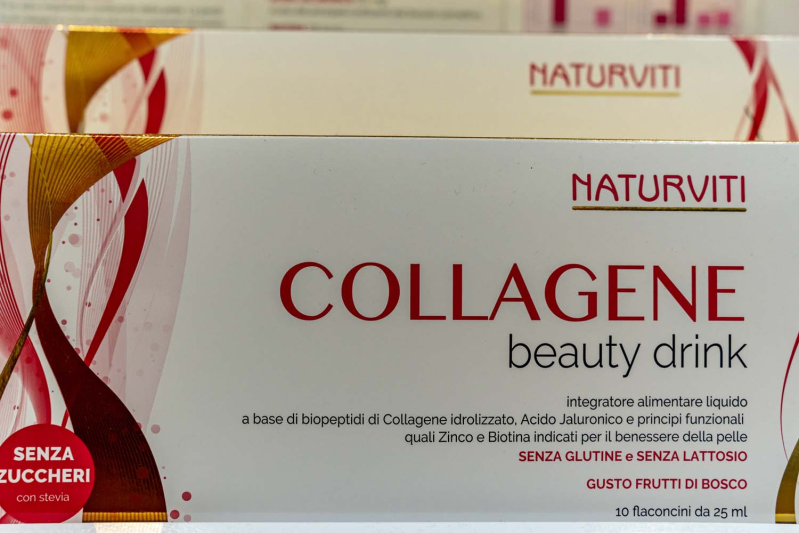 NATURVITI
NATURVITI
COLLAGENE
beauty drink
integratore alimentare liquido
a base di biopeptidi di Collagene idrolizzato, Acido Jaluronico e principi funzionali
quali Zinco e Biotina indicati per il benessere della pelle
SENZA GLUTINE e SENZA LATTOSIO
GUSTO FRUTTI DI BOSCO
10 flaconcini da 25 ml
SENZA
ZUCCHERI
con stevia